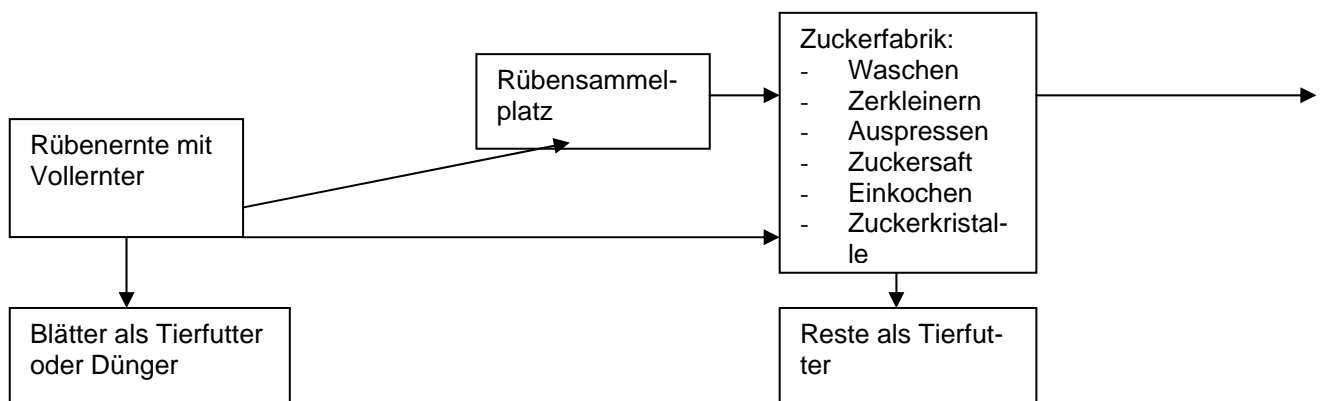 Rübenernte mit
Vollernter
Rübensammel-
platz
Zuckerfabrik:
- Waschen
- Zerkleinern
- Auspressen
- Zuckersaft
- Einkochen
- Zuckerkristal-
le
Blätter als Tierfutter
oder Dünger
Reste als Tierfut-
ter